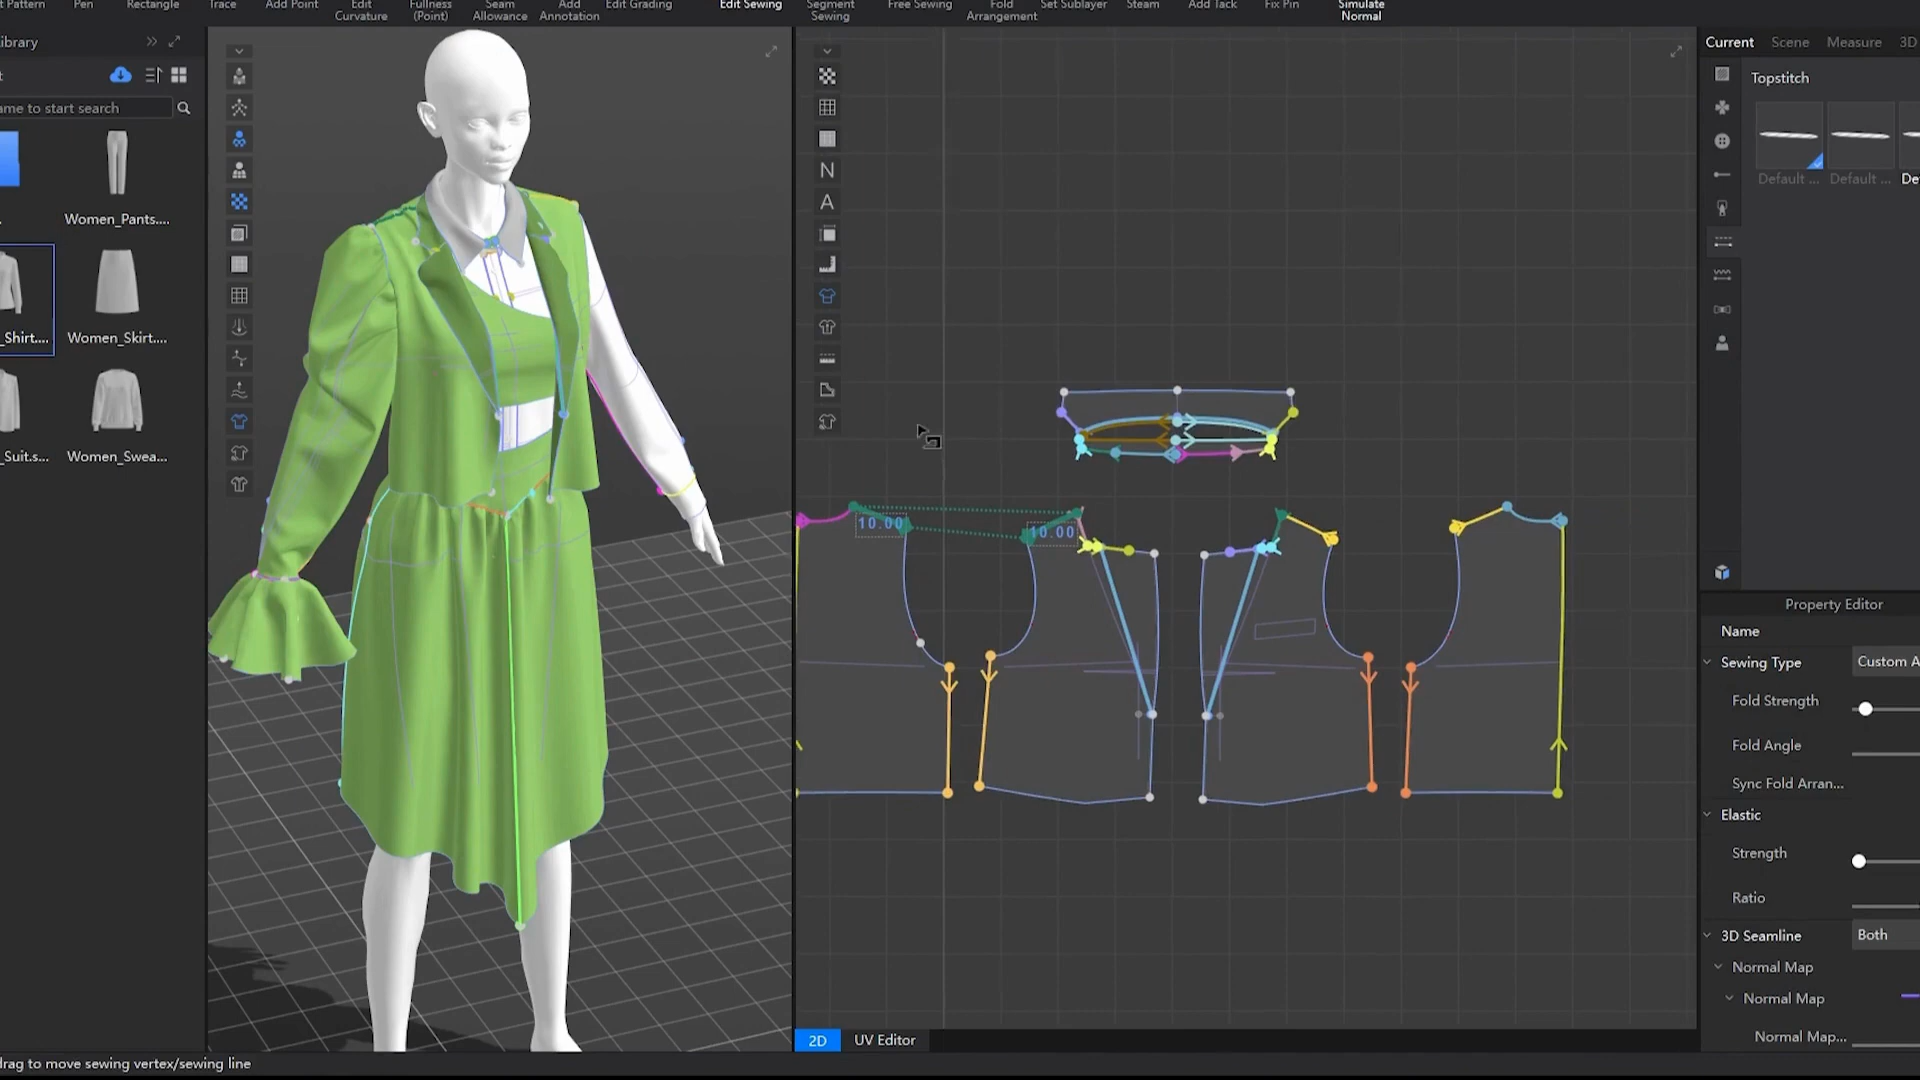 t Pattern
Pen
Rectangle
Trace
Add Point
Edit
Curvature
Fullness
(Point)
Seam
Allowance
Add
Annotation
Edit Grading
Edit Sewing
Segment
Sewing
Free Sewing
Fold
Arrangement
Set Sublayer
Steam
Add Tack
Fix Pin
Simulate
Normal
ibrary
t
ame to start search
Women_Pants....
_Shirt....
Women_Skirt....
_Suit.s...
Women_Swea...
N
A
10.00
10.00
2D
UV Editor
Current
Scene
Measure
3D
Topstitch
Default ...
Default ...
De
Property Editor
Name
Sewing Type
Custom A
Fold Strength
Fold Angle
Sync Fold Arran...
Elastic
Strength
Ratio
3D Seamline
Both
Normal Map
Normal Map
Normal Map...
drag to move sewing vertex/sewing line